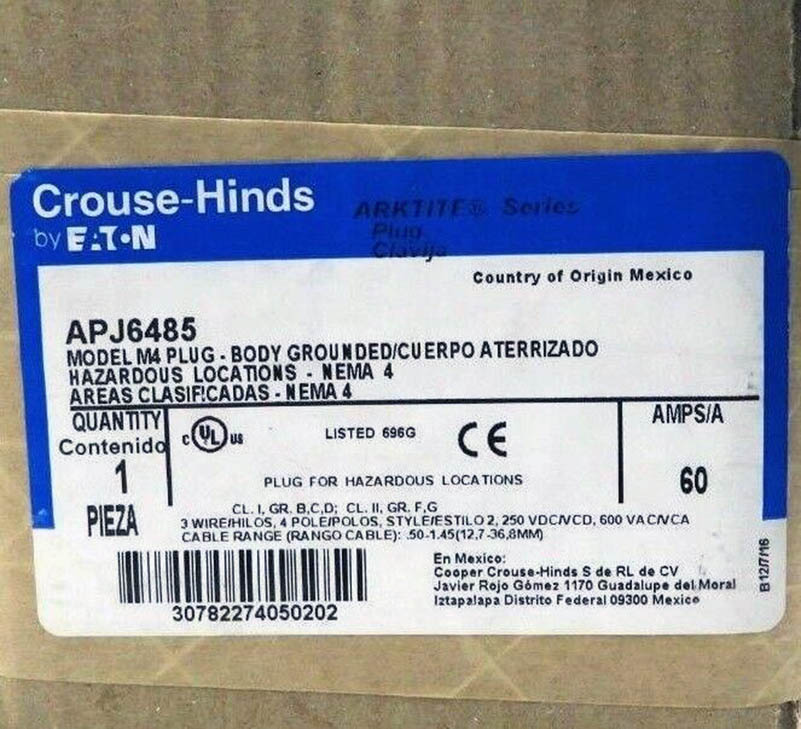 Crouse-Hinds
by EATON
ARKTITE® Series
Plug
Clavija
Country of Origin Mexico
APJ6485
MODEL M4 PLUG - BODY GROUNDED/CUERPO ATERRIZADO
HAZARDOUS LOCATIONS - NEMA 4
AREAS CLASIFICADAS - NEMA 4
QUANTITY
Contenido
1
PIEZA
C UL US
LISTED 696G
CE
PLUG FOR HAZARDOUS LOCATIONS
AMPS/A
60
CL. I, GR. B,C,D; CL. II, GR. F,G
3 WIRE/HILOS, 4 POLE/POLOS, STYLE/ESTILO 2, 250 VDC/VCD, 600 VAC/VCA
CABLE RANGE (RANGO CABLE): .50-1.45(12,7-36,8MM)
30782274050202
En Mexico:
Cooper Crouse-Hinds S de RL de CV
Javier Rojo Gómez 1170 Guadalupe del Moral
Iztapalapa Distrito Federal 09300 Mexico
B 12/7/16